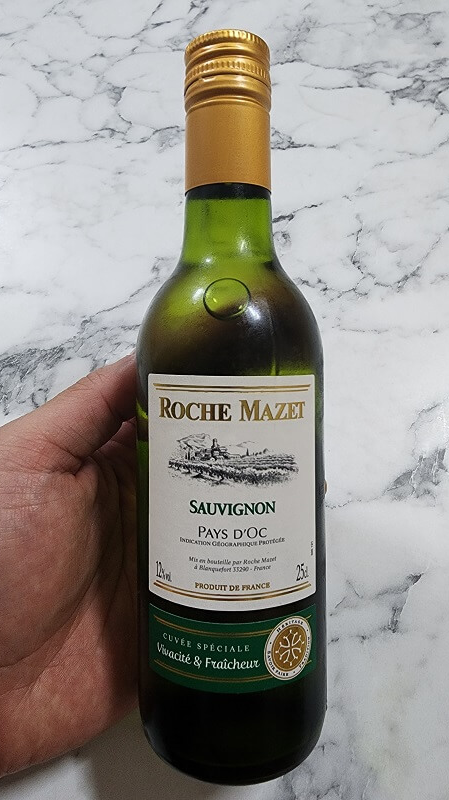 ROCHE MAZET
SAUVIGNON
PAYS D'OC
INDICATION GÉOGRAPHIQUE PROTÉGÉE
Mis en bouteille par Roche Mazet
à Blanquefort 33290 - France
12%vol 25cl
PRODUIT DE FRANCE
CUVÉE SPÉCIALE
Vivacité & Fraîcheur